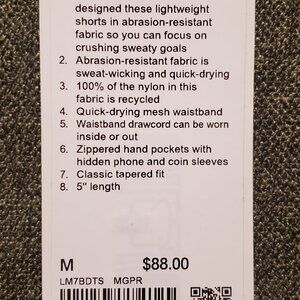 designed these lightweight
shorts in abrasion-resistant
fabric so you can focus on
crushing sweaty goals
2. Abrasion-resistant fabric is
sweat-wicking and quick-drying
3. 100% of the nylon in this
fabric is recycled
4. Quick-drying mesh waistband
5. Waistband drawcord can be worn
inside or out
6. Zippered hand pockets with
hidden phone and coin sleeves
7. Classic tapered fit
8. 5" length
M $88.00
LM7BDTS MGPR